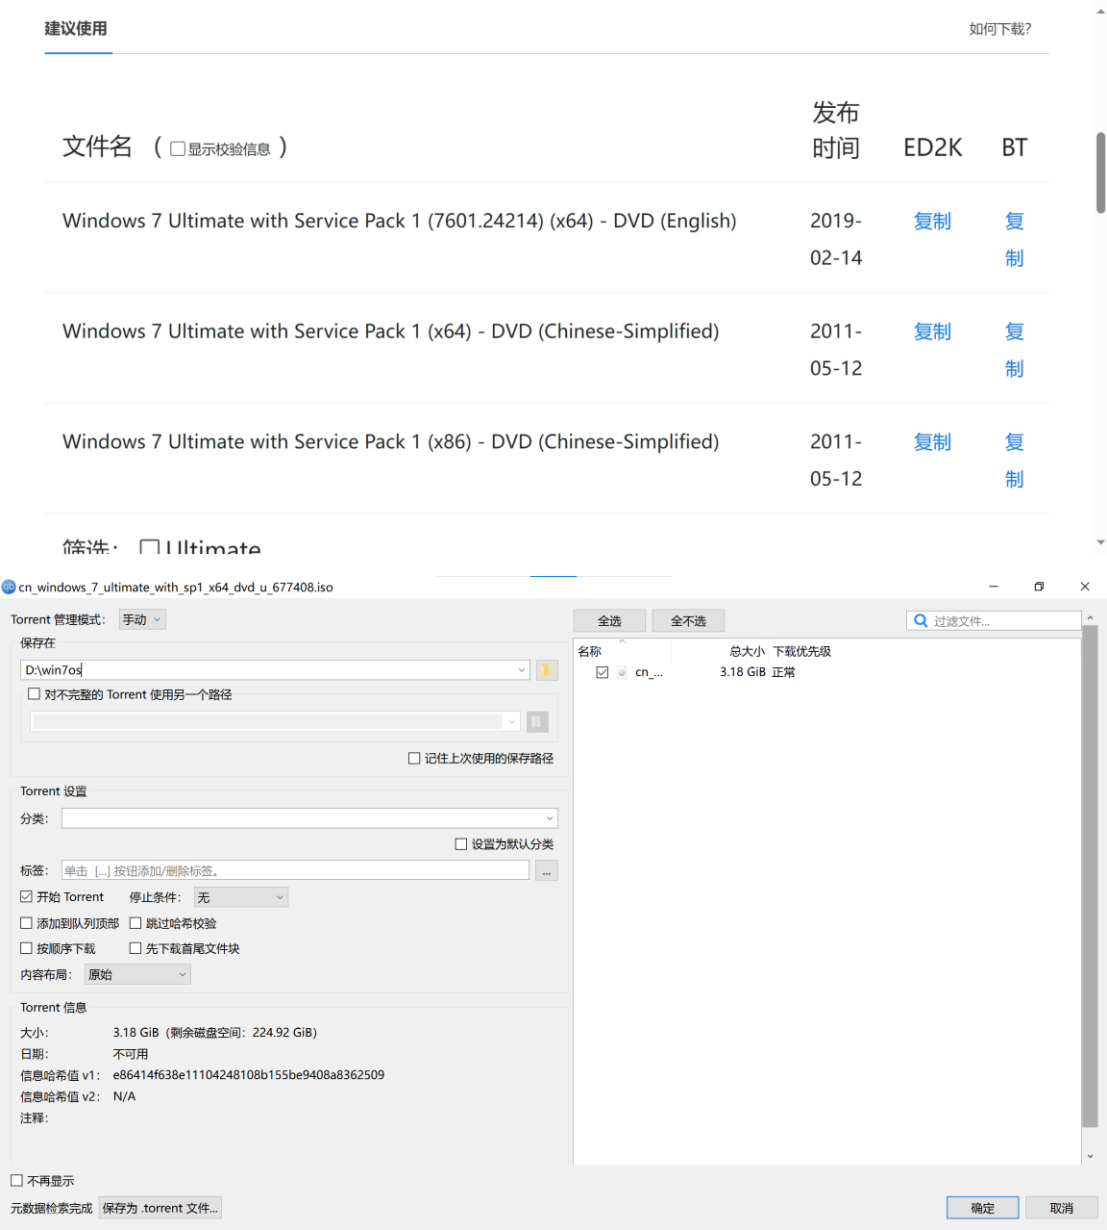 建议使用
如何下载?
文件名 ( 显示校验信息 )
发布时间
ED2K
BT
Windows 7 Ultimate with Service Pack 1 (7601.24214) (x64) - DVD (English)
2019-02-14
复制
复制
Windows 7 Ultimate with Service Pack 1 (x64) - DVD (Chinese-Simplified)
2011-05-12
复制
复制
Windows 7 Ultimate with Service Pack 1 (x86) - DVD (Chinese-Simplified)
2011-05-12
复制
复制
筛选: Ultimate
cn_windows_7_ultimate_with_sp1_x64_dvd_u_677408.iso
Torrent 管理模式: 手动
保存在
D:\win7os
对不完整的 Torrent 使用另一个路径
记住上次使用的保存路径
Torrent 设置
分类:
设置为默认分类
标签: 单击 [...] 按钮添加/删除标签。
...
开始 Torrent 停止条件: 无
添加到队列顶部 跳过哈希校验
按顺序下载 先下载首尾文件块
内容布局: 原始
Torrent 信息
大小: 3.18 GiB (剩余磁盘空间: 224.92 GiB)
日期: 不可用
信息哈希值 v1: e86414f638e11104248108b155be9408a8362509
信息哈希值 v2: N/A
注释:
不再显示
元数据检索完成 保存为 .torrent 文件...
全选 全不选 过滤文件...
名称 总大小 下载优先级
cn_... 3.18 GiB 正常
确定 取消